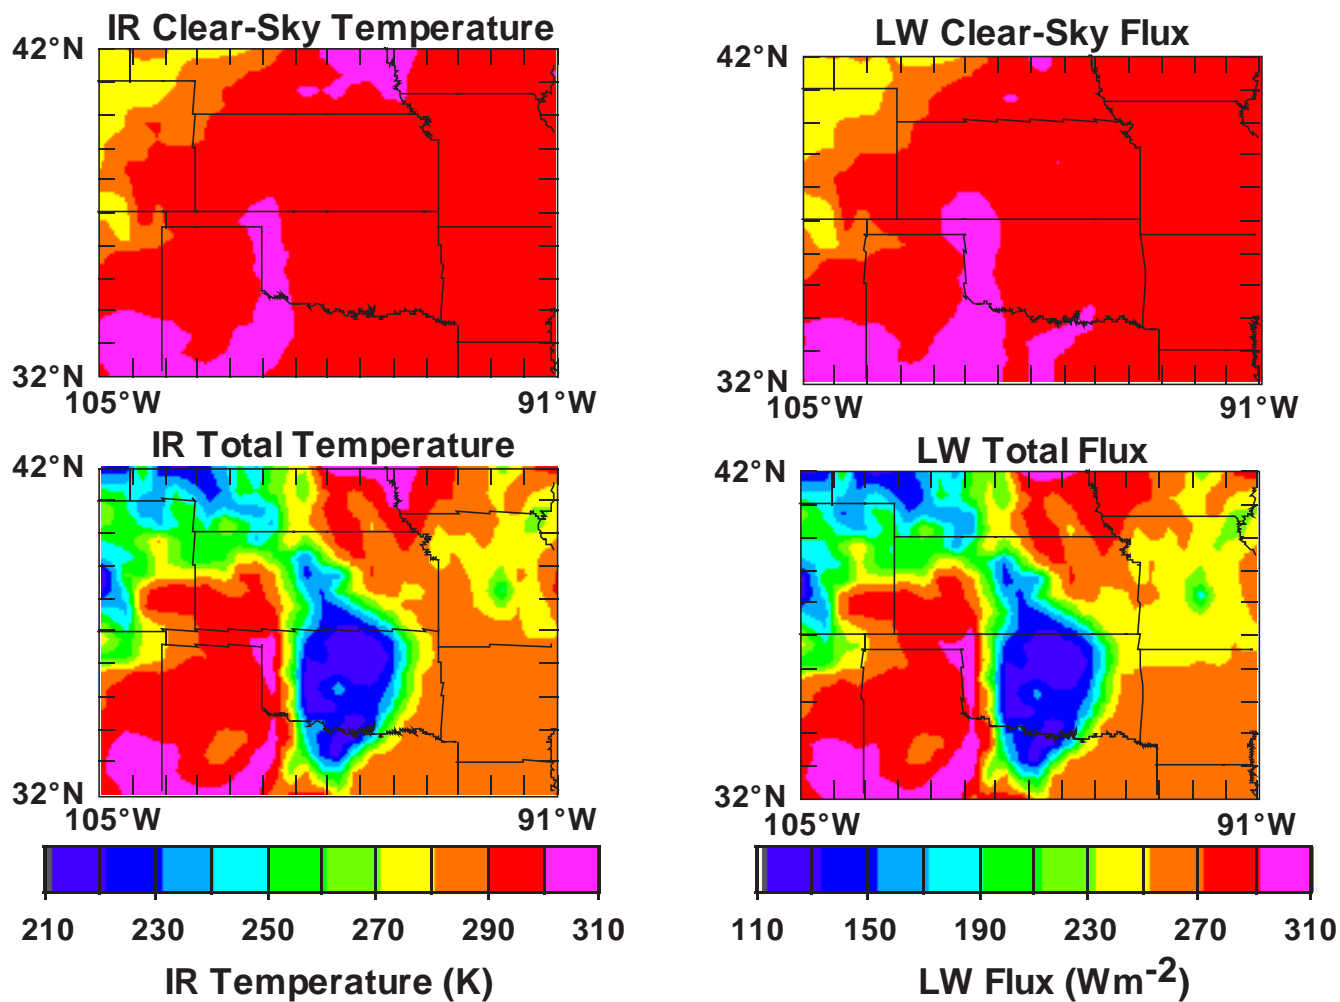 IR Clear-Sky Temperature
LW Clear-Sky Flux
42°N
42°N
32°N
32°N
105°W
91°W
105°W
91°W
IR Total Temperature
LW Total Flux
42°N
42°N
32°N
32°N
105°W
91°W
105°W
91°W
210 230 250 270 290 310
110 150 190 230 270 310
IR Temperature (K)
LW Flux (Wm-2)